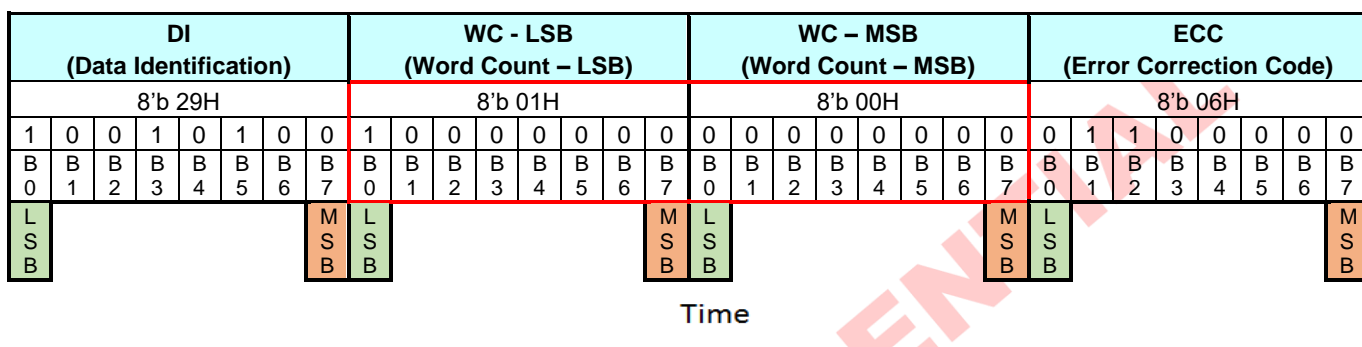 DI WC - LSB WC – MSB ECC
(Data Identification) (Word Count – LSB) (Word Count – MSB) (Error Correction Code)
8’b 29H 8’b 01H 8’b 00H 8’b 06H
1 0 0 1 0 1 0 0 1 0 0 0 0 0 0 0 0 0 0 0 0 0 0 0 0 1 1 0 0 0 0 0
B B B B B B B B B B B B B B B B B B B B B B B B B B B B B B B B
0 1 2 3 4 5 6 7 0 1 2 3 4 5 6 7 0 1 2 3 4 5 6 7 0 1 2 3 4 5 6 7
L M L M L M L M
S S S S S S S S
B B B B B B B B
Time
ENTIAL